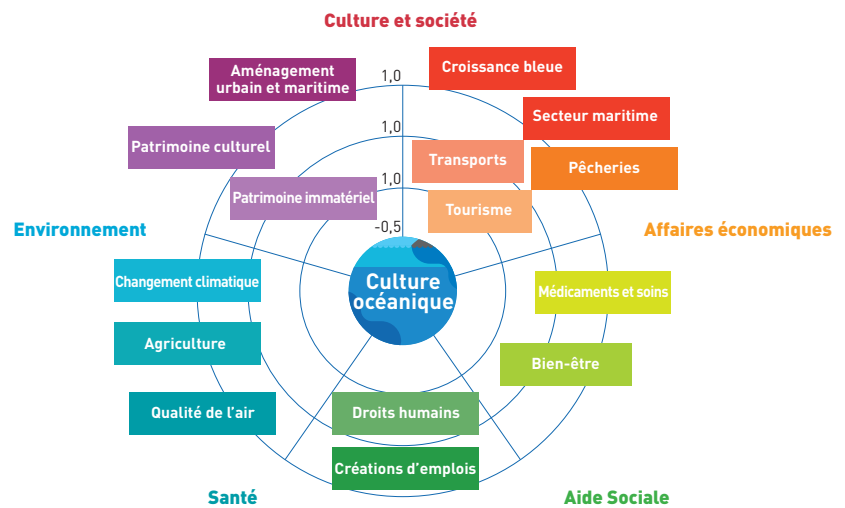 Culture et société
Croissance bleue
Aménagement
urbain et maritime
1,0
Secteur maritime
1,0
Patrimoine culturel
Transports
Pêcheries
1,0
Patrimoine immatériel
Tourisme
-0,5
Environnement
Affaires économiques
Changement climatique
Culture
océanique
Médicaments et soins
Agriculture
Bien-être
Qualité de l'air
Droits humains
Créations d'emplois
Santé
Aide Sociale